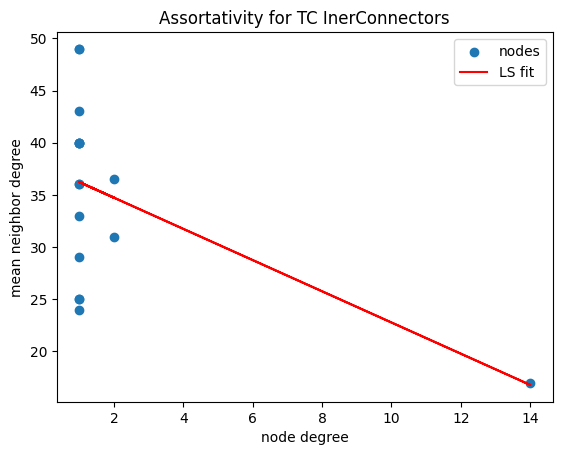 Assortativity for TC InerConnectors
nodes
LS fit
mean neighbor degree
50
45
40
35
30
25
20
2 4 6 8 10 12 14
node degree